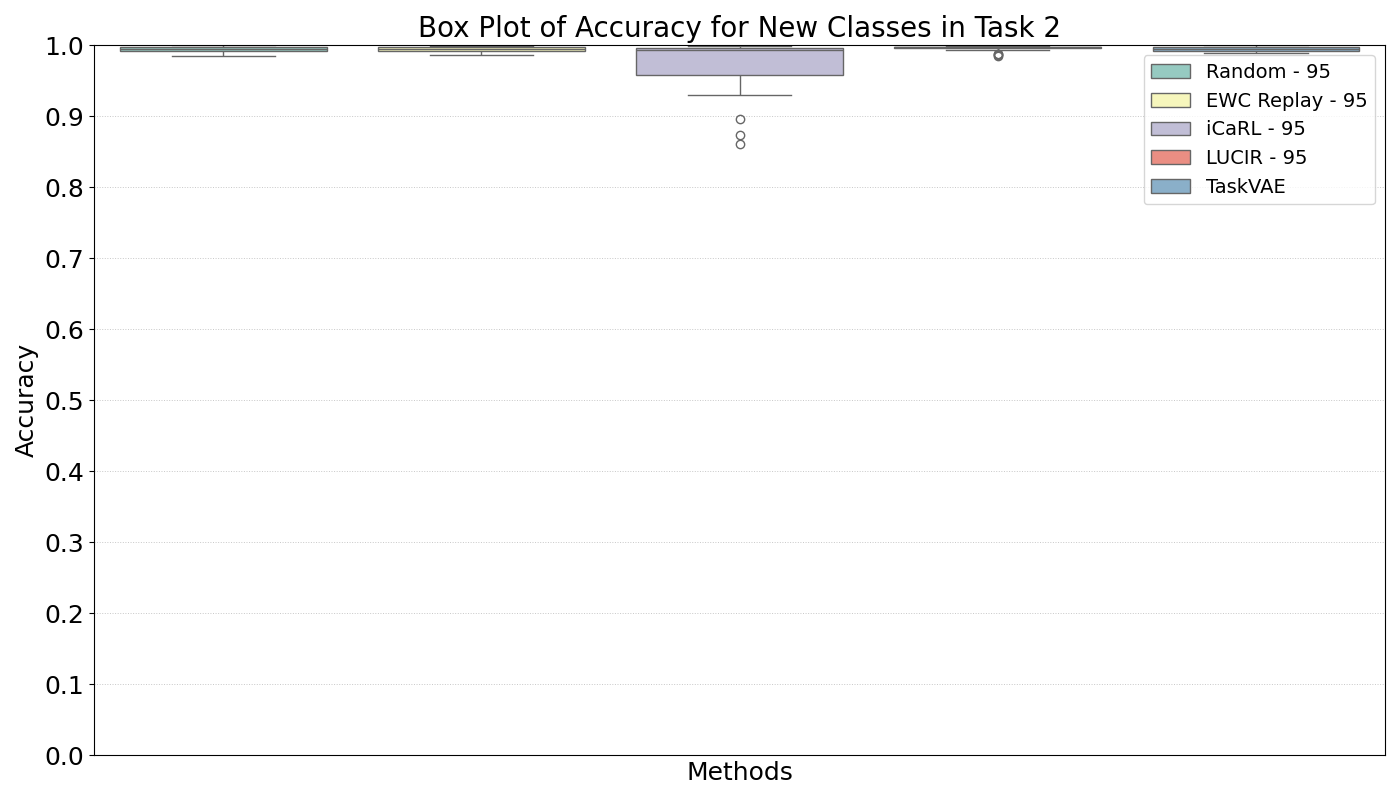 Box Plot of Accuracy for New Classes in Task 2
1.0
0.9
0.8
0.7
0.6
0.5
0.4
0.3
0.2
0.1
0.0
Accuracy
Methods
Random - 95
EWC Replay - 95
iCaRL - 95
LUCIR - 95
TaskVAE